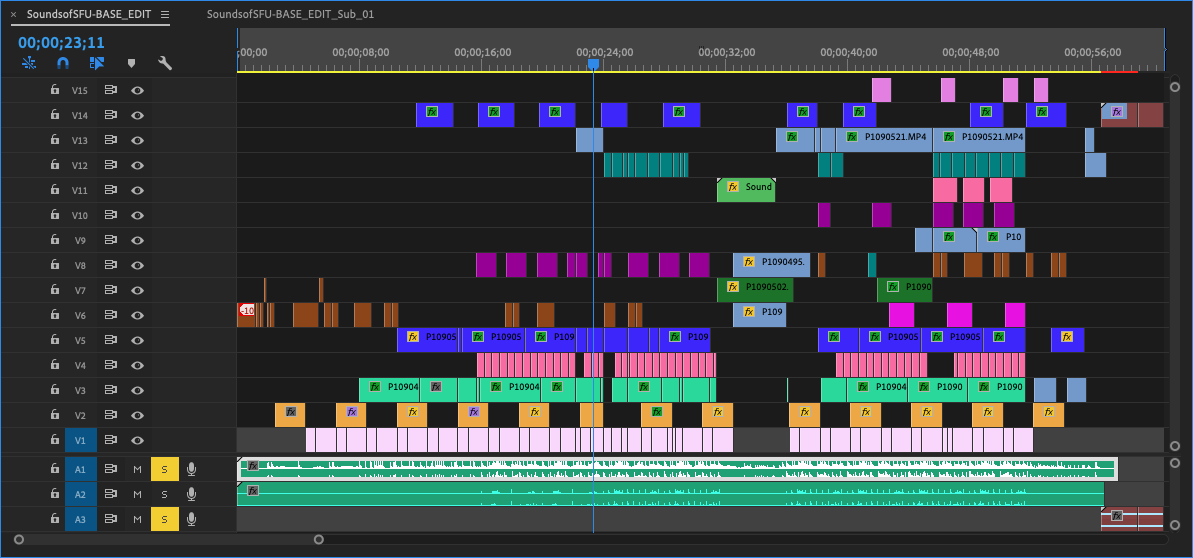 × SoundsofSFU-BASE_EDIT SoundsofSFU-BASE_EDIT_Sub_01
00;00;23;11
;00;00 00;00;08;00 00;00;16;00 00;00;24;00 00;00;32;00 00;00;40;00 00;00;48;00 00;00;56;00
V15
V14 fx fx fx fx fx fx fx fx fx
V13 fx fx P1090521.MP4 fx P1090521.MP4
V12
V11 fx Sound
V10
V9 fx fx P10
V8 fx P1090495.
V7 fx P1090502. fx P1090
V6 -10 fx P109
V5 fx P10905 fx P10905 fx P109 fx P109 fx fx P10905 fx P10905 fx fx
V4
V3 fx P10904 fx fx P10904 fx fx fx P10904 fx P1090 fx P1090
V2 fx fx fx fx fx fx fx fx fx fx fx fx
V1
A1 M S fx
A2 M S fx
A3 M S fx